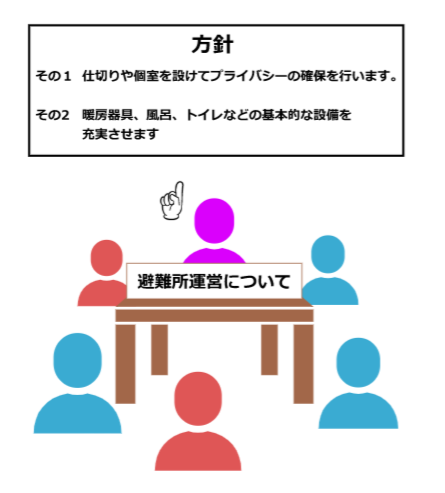 方針
その１ 仕切りや個室を設けてプライバシーの確保を行います。
その2 暖房器具、風呂、トイレなどの基本的な設備を
充実させます
避難所運営について